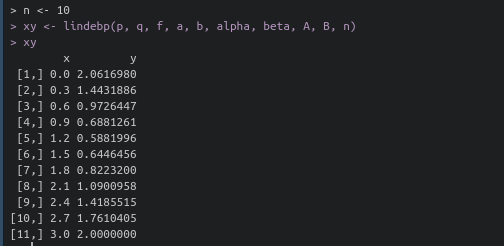 > n <- 10
> xy <- lindebp(p, q, f, a, b, alpha, beta, A, B, n)
> xy
        x         y
 [1,] 0.0 2.0616980
 [2,] 0.3 1.4431886
 [3,] 0.6 0.9726447
 [4,] 0.9 0.6881261
 [5,] 1.2 0.5881996
 [6,] 1.5 0.6446456
 [7,] 1.8 0.8223200
 [8,] 2.1 1.0900958
 [9,] 2.4 1.4185515
[10,] 2.7 1.7610405
[11,] 3.0 2.0000000